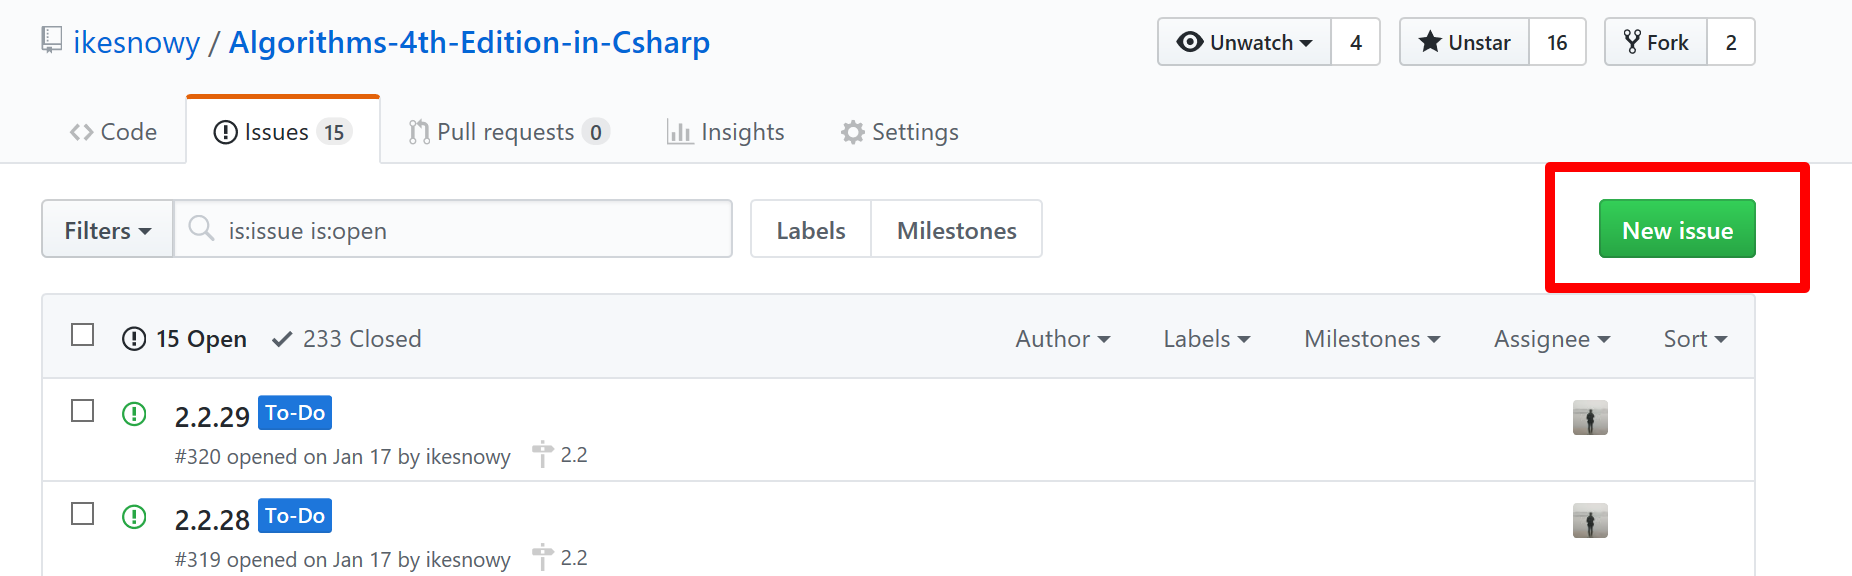 ikesnowy / Algorithms-4th-Edition-in-Csharp
Unwatch 4 Unstar 16 Fork 2
Code Issues 15 Pull requests 0 Insights Settings
Filters is:issue is:open Labels Milestones New issue
15 Open 233 Closed Author Labels Milestones Assignee Sort
2.2.29 To-Do
#320 opened on Jan 17 by ikesnowy 2.2
2.2.28 To-Do
#319 opened on Jan 17 by ikesnowy 2.2